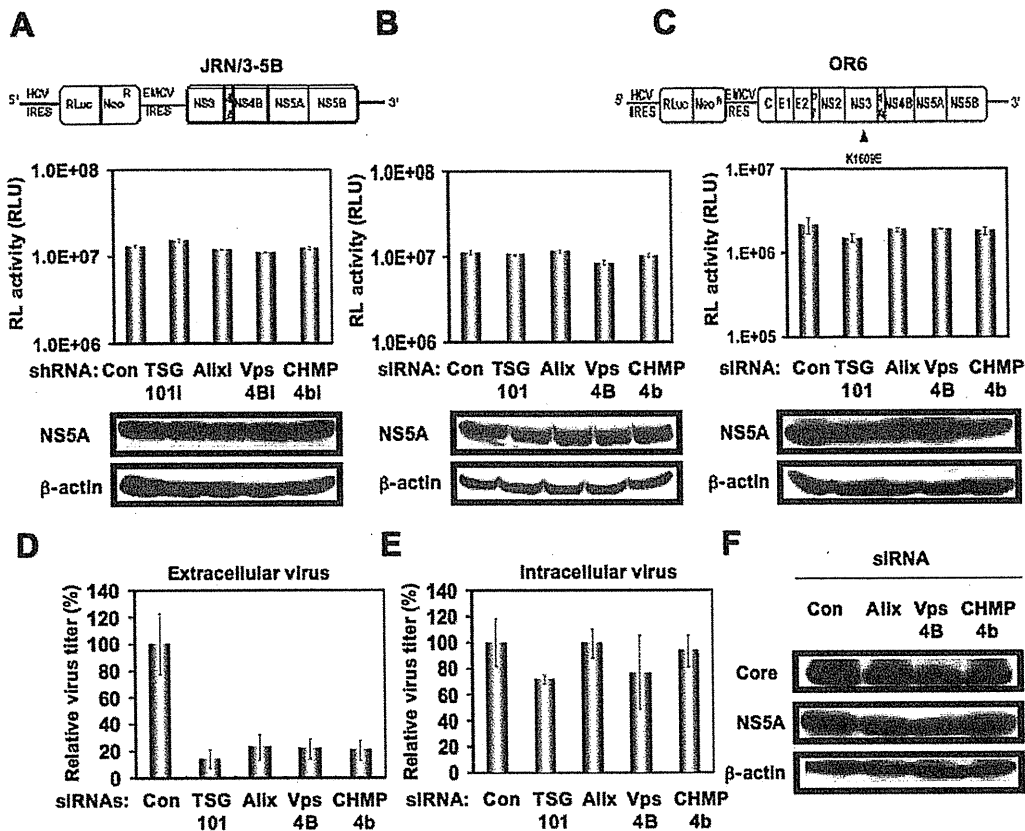 A
JRN/3-5B
5' HCV IRES RLuc Neo R EMCV IRES NS3 NS4B NS5A NS5B 3'
1.0E+08
1.0E+07
1.0E+06
RL activity (RLU)
shRNA: Con TSG 101i Alixi Vps 4Bi CHMP 4bi
NS5A
β-actin
B
1.0E+08
1.0E+07
1.0E+06
RL activity (RLU)
siRNA: Con TSG 101 Alix Vps 4B CHMP 4b
NS5A
β-actin
C
OR6
5' HCV IRES RLuc Neo R EMCV IRES C E1 E2 NS2 NS3 NS4B NS5A NS5B 3'
K1609E
1.E+07
1.E+06
1.E+05
RL activity (RLU)
siRNA: Con TSG 101 Alix Vps 4B CHMP 4b
NS5A
β-actin
D
Extracellular virus
140
120
100
80
60
40
20
0
Relative virus titer (%)
siRNAs: Con TSG 101 Alix Vps 4B CHMP 4b
E
Intracellular virus
140
120
100
80
60
40
20
0
Relative virus titer (%)
siRNA: Con TSG 101 Alix Vps 4B CHMP 4b
F
siRNA
Con Alix Vps 4B CHMP 4b
Core
NS5A
β-actin